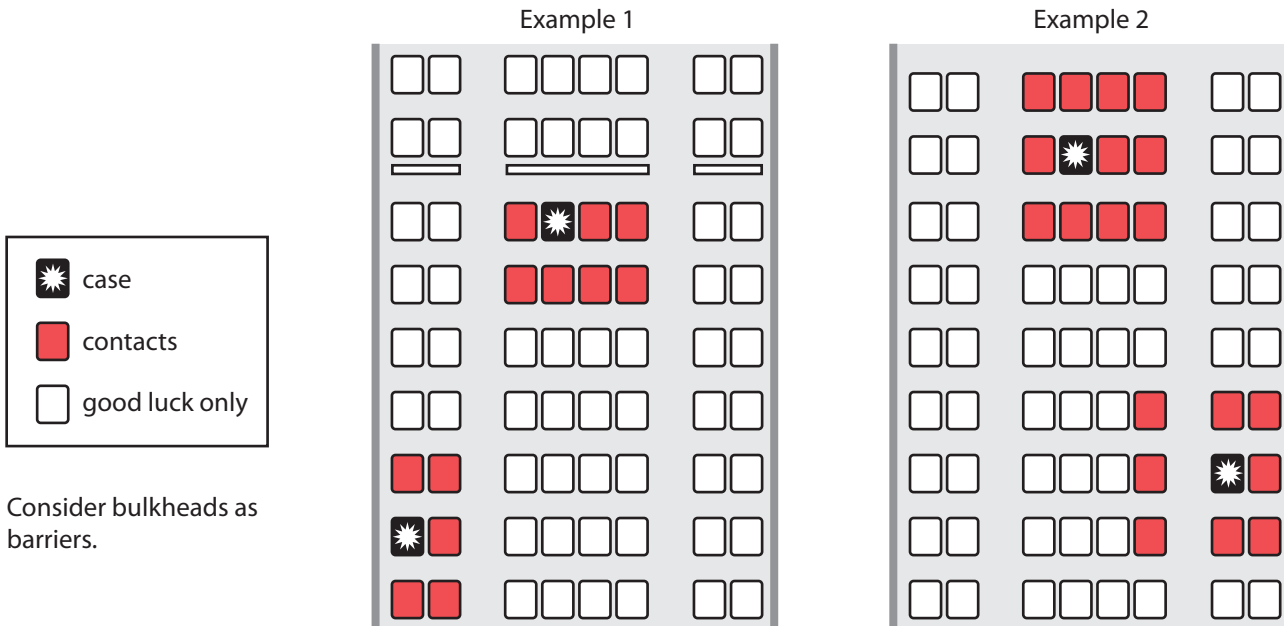 Example 1
Example 2
case
contacts
good luck only
Consider bulkheads as
barriers.